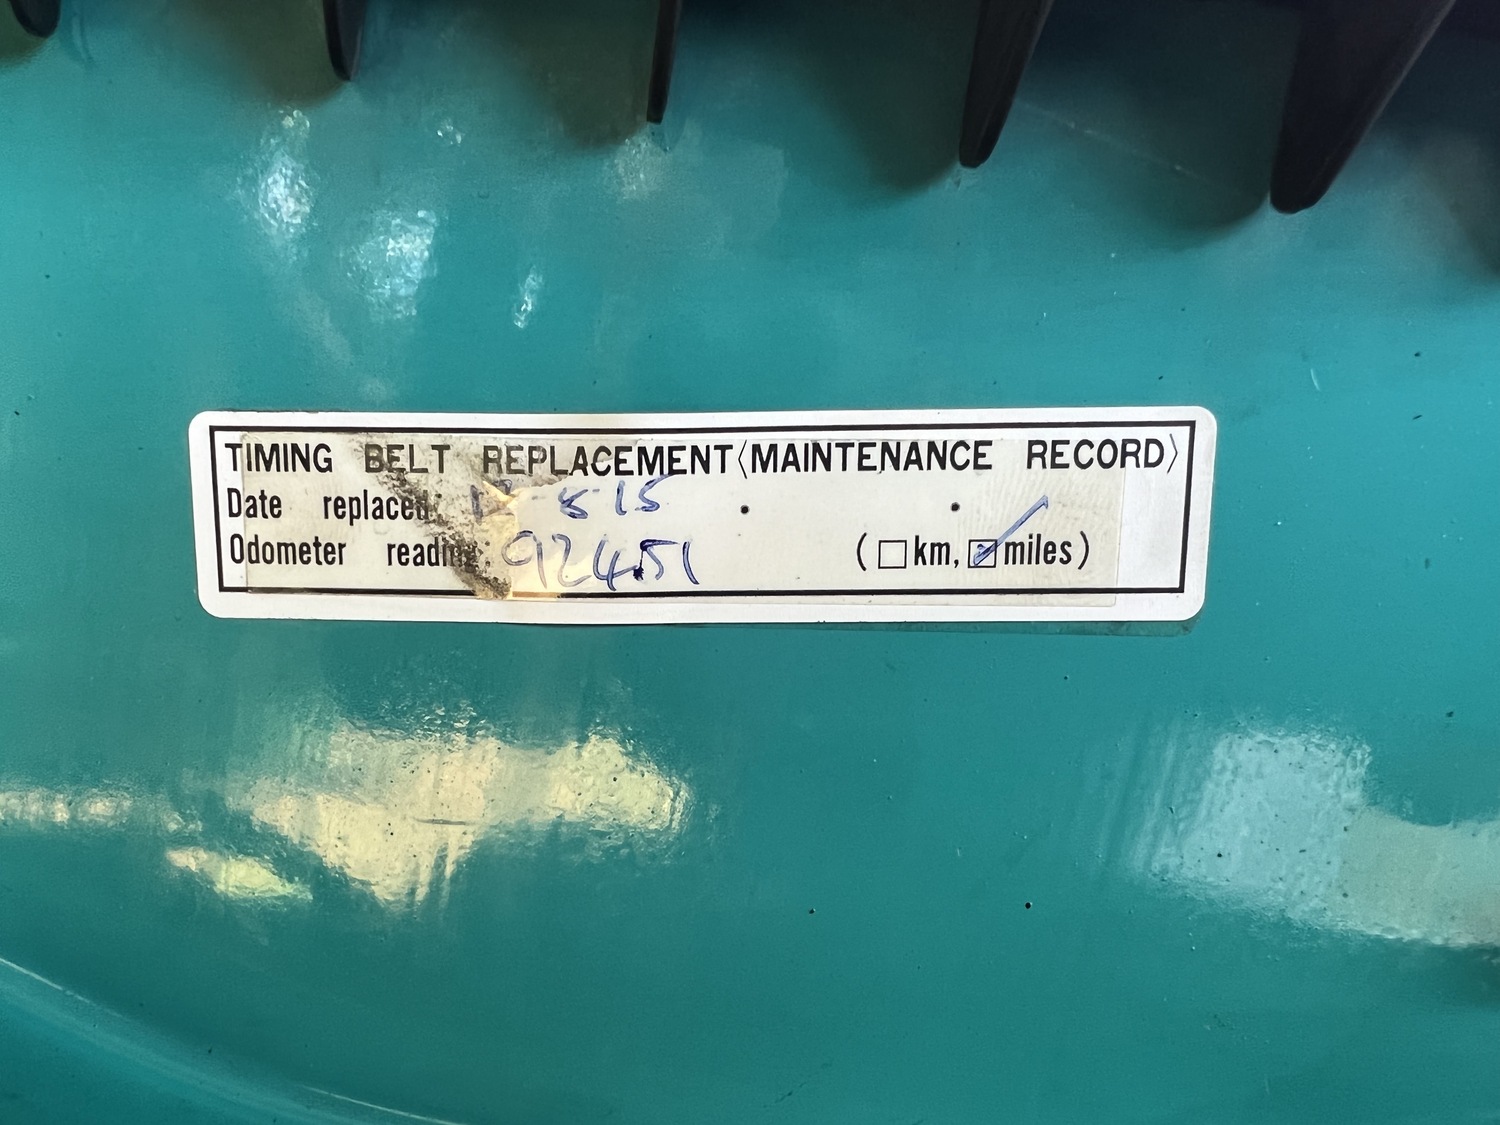 TIMING BELT REPLACEMENT〈MAINTENANCE RECORD〉
Date replaced: 8 15
Odometer reading: 92451 (□km, ☑miles)